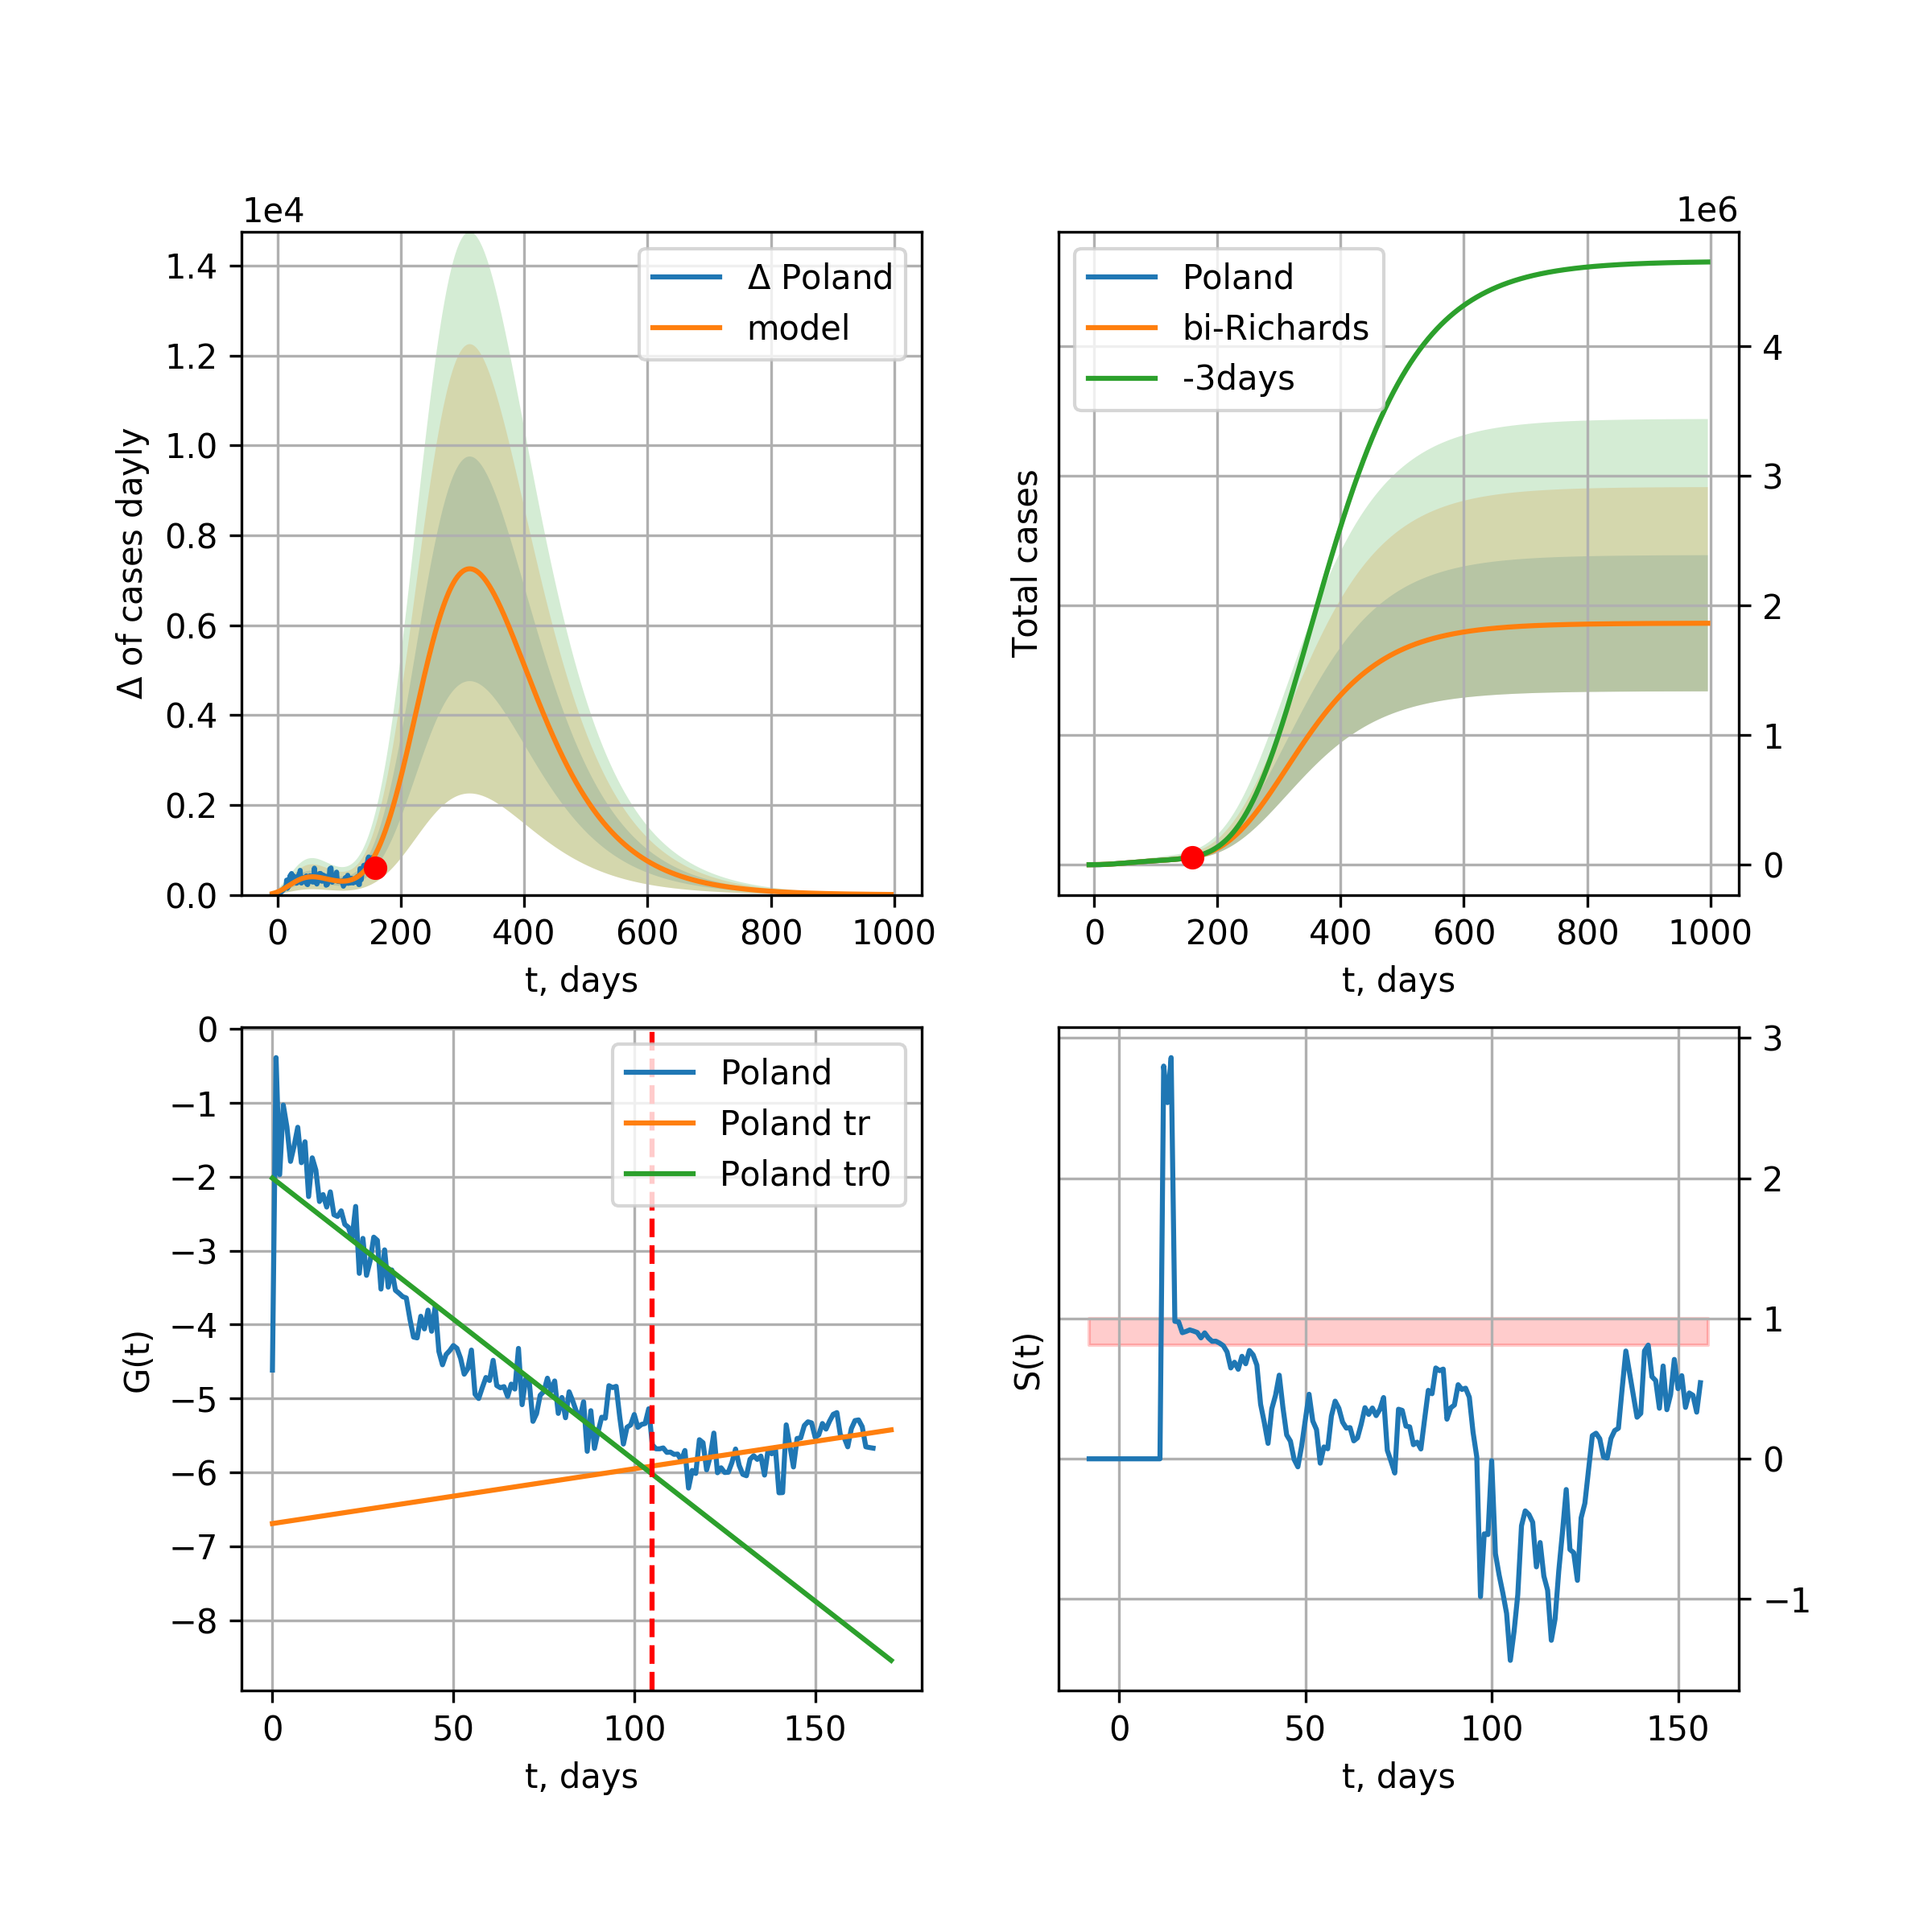 1e4
1.4
1.2
1.0
0.8
0.6
0.4
0.2
0.0
Δ of cases dayly
0 200 400 600 800 1000
t, days
Δ Poland
model
1e6
4
3
2
1
0
Total cases
0 200 400 600 800 1000
t, days
Poland
bi-Richards
-3days
0
−1
−2
−3
−4
−5
−6
−7
−8
G(t)
0 50 100 150
t, days
Poland
Poland tr
Poland tr0
3
2
1
0
−1
S(t)
0 50 100 150
t, days